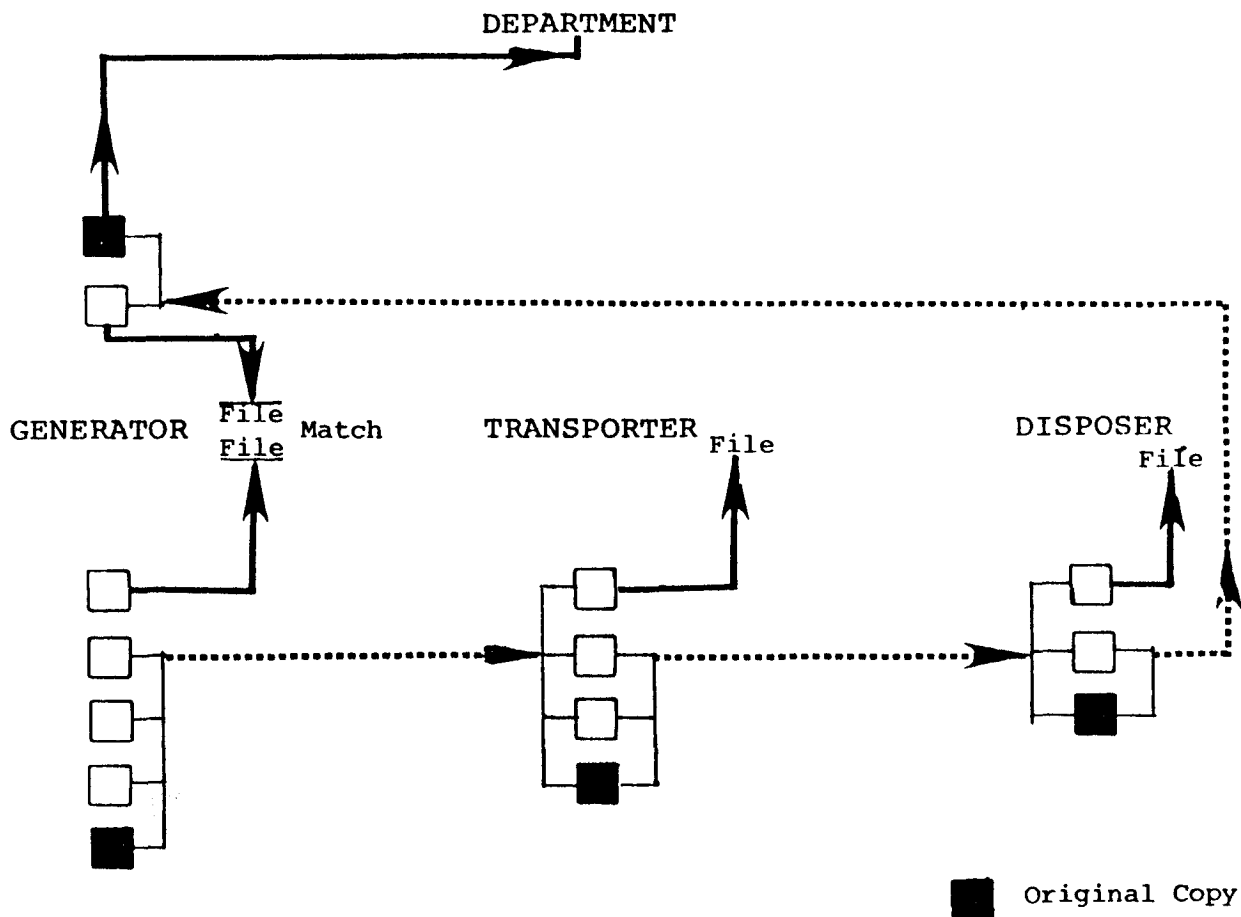 DEPARTMENT
GENERATOR
File
File
Match
TRANSPORTER
File
DISPOSER
File
Original Copy